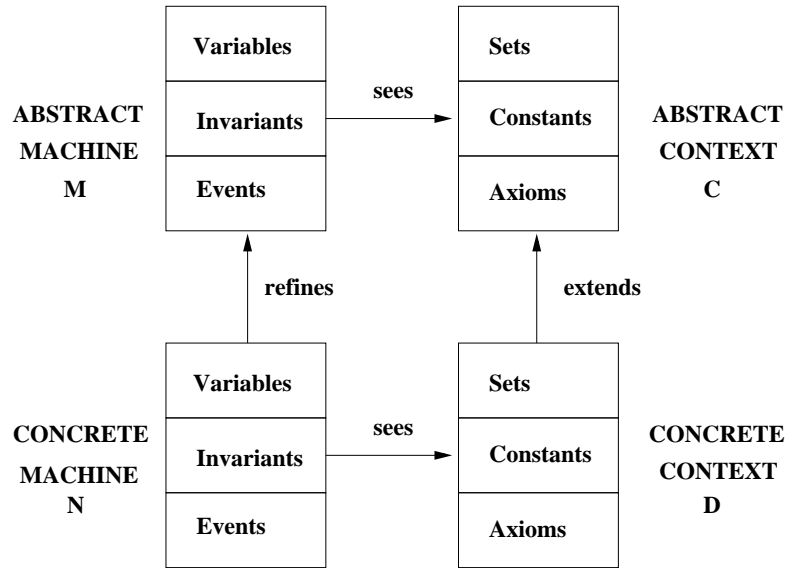 Variables
Invariants
Events
ABSTRACT
MACHINE
M
sees
Sets
Constants
Axioms
ABSTRACT
CONTEXT
C
refines
extends
Variables
Invariants
Events
CONCRETE
MACHINE
N
sees
Sets
Constants
Axioms
CONCRETE
CONTEXT
D